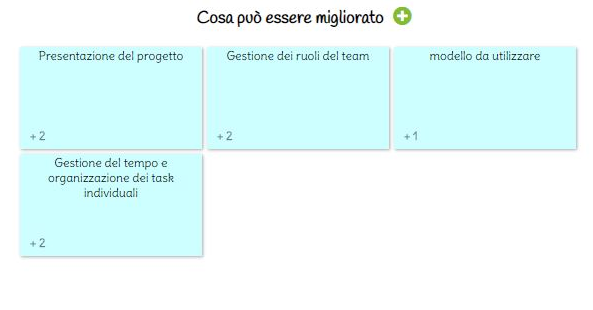 Cosa può essere migliorato
Presentazione del progetto
+ 2
Gestione dei ruoli del team
+ 2
modello da utilizzare
+ 1
Gestione del tempo e
organizzazione dei task
individuali
+ 2